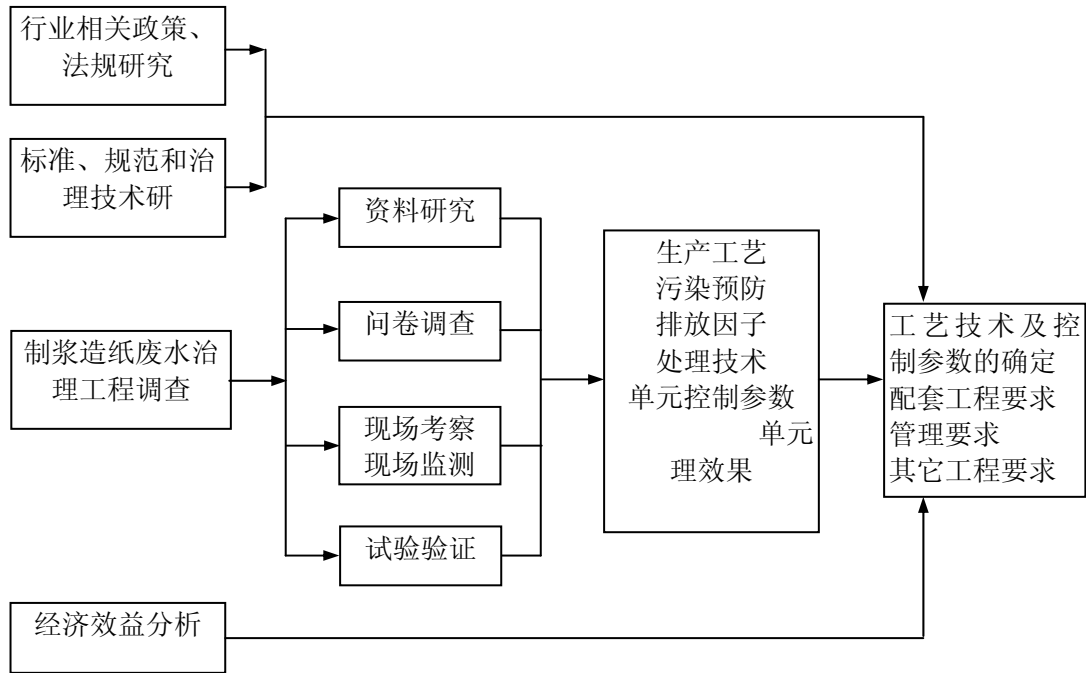 行业相关政策、
法规研究
标准、规范和治
理技术研
制浆造纸废水治
理工程调查
经济效益分析
资料研究
问卷调查
现场考察
现场监测
试验验证
生产工艺
污染预防
排放因子
处理技术
单元控制参数
单元
理效果
工艺技术及控
制参数的确定
配套工程要求
管理要求
其它工程要求